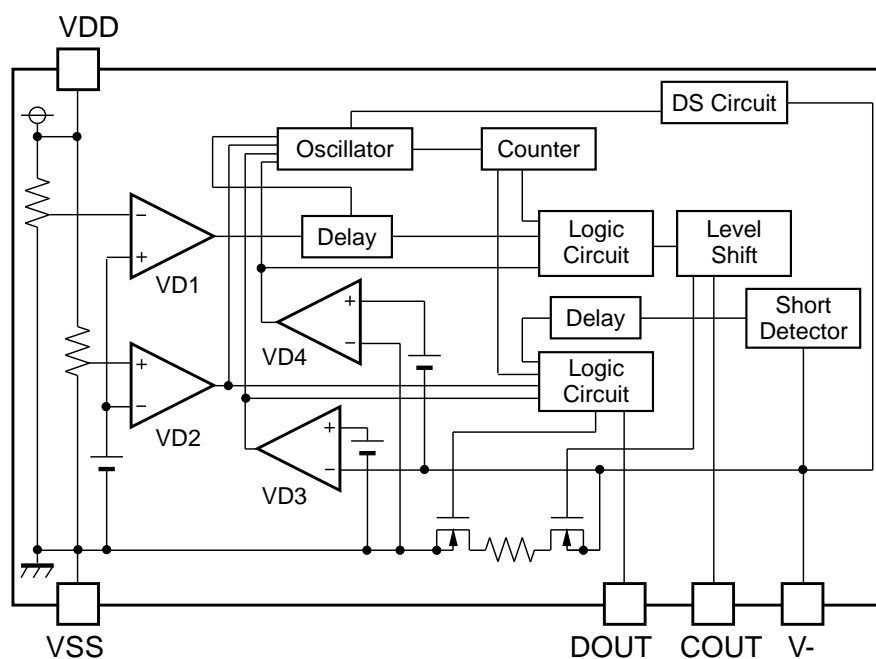 VDD
DS Circuit
Oscillator
Counter
−
+
VD1
Delay
Logic
Circuit
Level
Shift
+
−
VD4
Delay
Short
Detector
+
−
VD2
Logic
Circuit
+
−
VD3
VSS
DOUT
COUT
V-